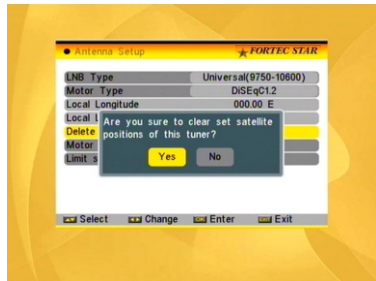 Antenna Setup FORTEC STAR
LNB Type Universal(9750-10600)
Motor Type DiSEqC1.2
Local Longitude 000.00 E
Local L
Are you sure to clear set satellite
positions of this tuner?
Delete
Motor
Yes No
Limit s
Select Change Enter Exit